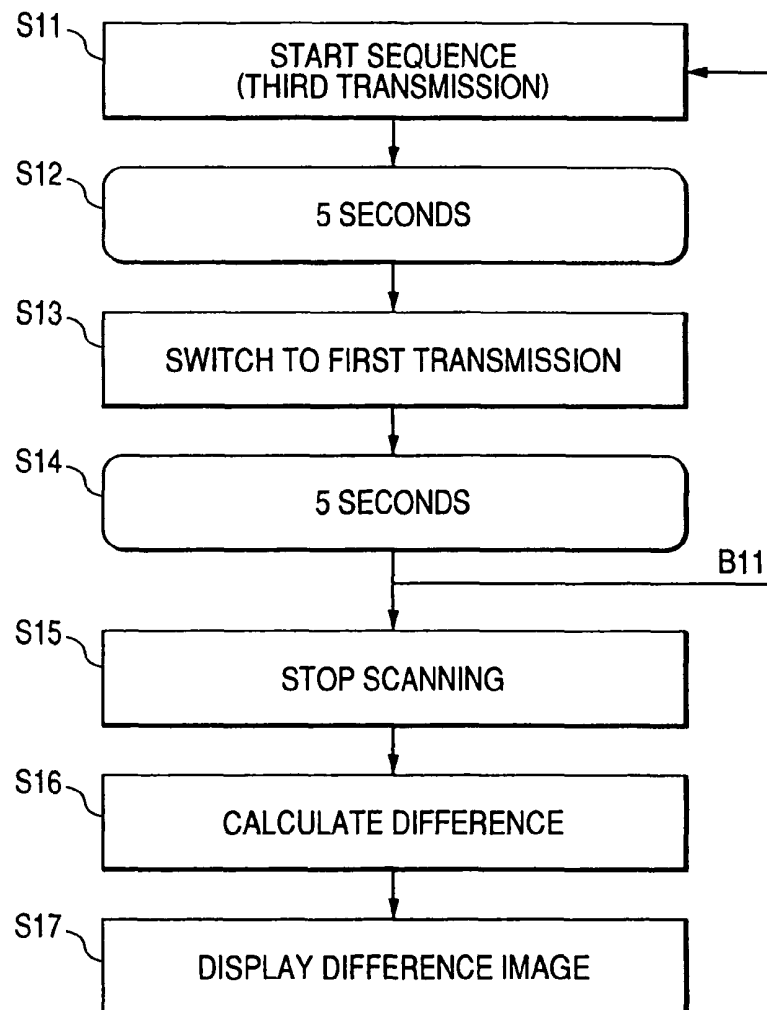 S11
START SEQUENCE
(THIRD TRANSMISSION)
S12
5 SECONDS
S13
SWITCH TO FIRST TRANSMISSION
S14
5 SECONDS
B11
S15
STOP SCANNING
S16
CALCULATE DIFFERENCE
S17
DISPLAY DIFFERENCE IMAGE